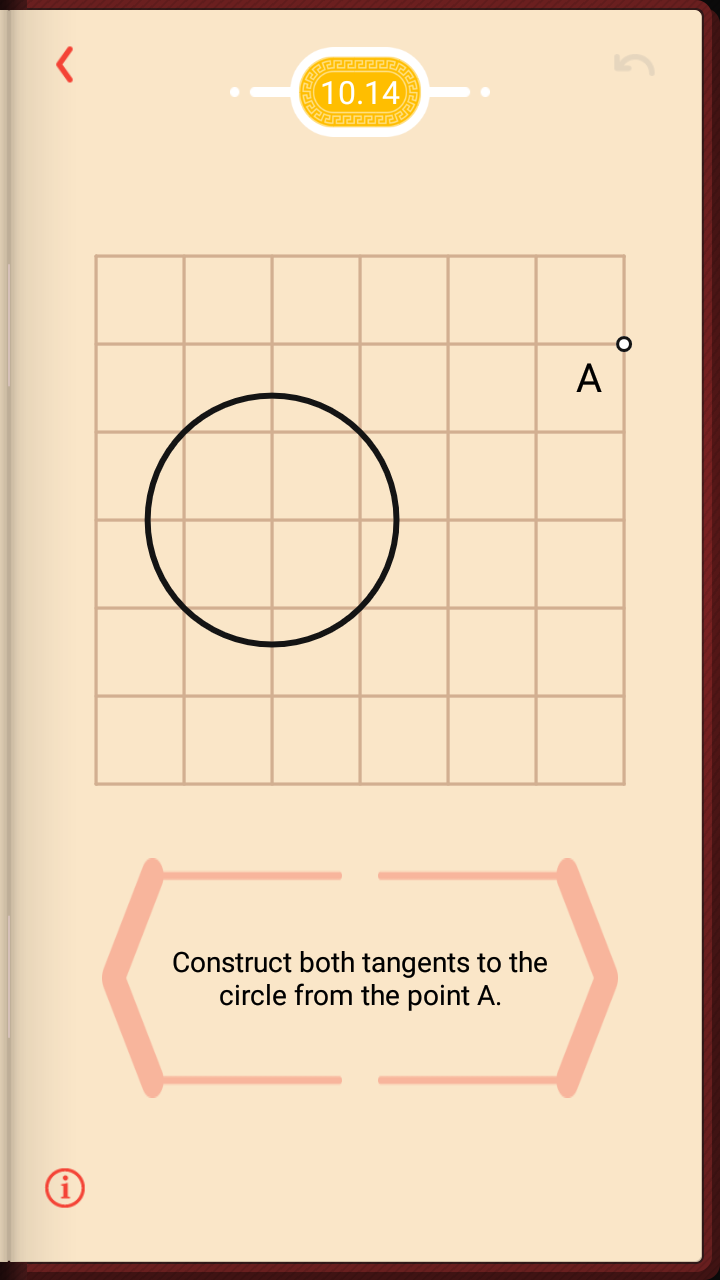 10.14
A
Construct both tangents to the
circle from the point A.
i